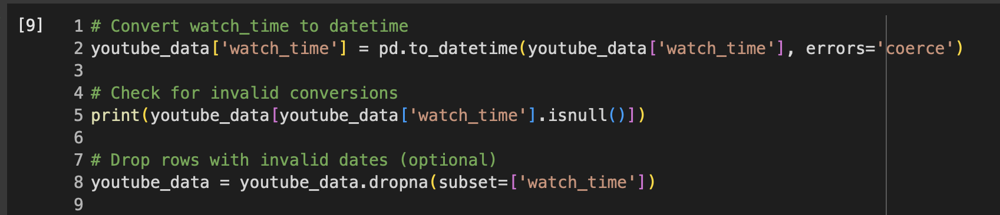 [9] 1 # Convert watch_time to datetime
2 youtube_data['watch_time'] = pd.to_datetime(youtube_data['watch_time'], errors='coerce')
3
4 # Check for invalid conversions
5 print(youtube_data[youtube_data['watch_time'].isnull()])
6
7 # Drop rows with invalid dates (optional)
8 youtube_data = youtube_data.dropna(subset=['watch_time'])
9